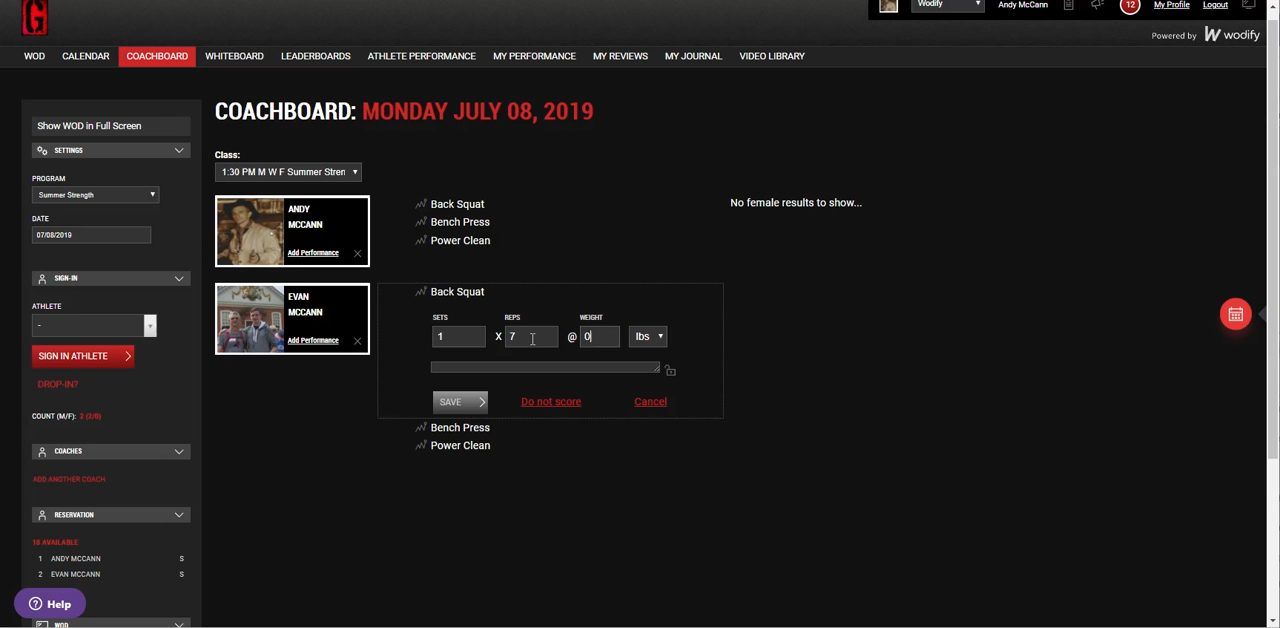 G
Wodify
Andy McCann
12
My Profile
Logout
Powered by
W wodify
WOD
CALENDAR
COACHBOARD
WHITEBOARD
LEADERBOARDS
ATHLETE PERFORMANCE
MY PERFORMANCE
MY REVIEWS
MY JOURNAL
VIDEO LIBRARY
Show WOD in Full Screen
SETTINGS
PROGRAM
Summer Strength
DATE
07/08/2019
SIGN-IN
ATHLETE
-
SIGN IN ATHLETE
DROP-IN?
COUNT (M/F): 2 (2/0)
COACHES
ADD ANOTHER COACH
RESERVATION
18 AVAILABLE
1 ANDY MCCANN S
2 EVAN MCCANN S
Help
WOD
COACHBOARD: MONDAY JULY 08, 2019
Class:
1:30 PM M W F Summer Stren
ANDY
MCCANN
Add Performance
Back Squat
Bench Press
Power Clean
No female results to show...
EVAN
MCCANN
Add Performance
Back Squat
SETS REPS WEIGHT
1 X 7 @ 0 lbs
SAVE
Do not score
Cancel
Bench Press
Power Clean